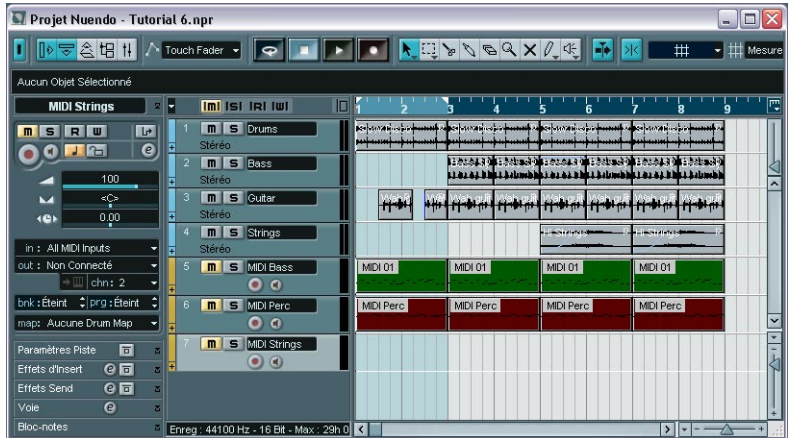 Projet Nuendo - Tutorial 6.npr
Touch Fader
Mesure
Aucun Objet Sélectionné
MIDI Strings
m S R W
100
<C>
0.00
in : All MIDI Inputs
out : Non Connecté
chn: 2
bnk : Éteint prg : Éteint
map: Aucune Drum Map
Paramètres Piste
Effets d'Insert
Effets Send
Voie
Bloc-notes
m S R W
1 m S Drums
Stéréo
2 m S Bass
Stéréo
3 m S Guitar
Stéréo
4 m S Strings
Stéréo
5 m S MIDI Bass
6 m S MIDI Perc
7 m S MIDI Strings
Enreg : 44100 Hz - 16 Bit - Max : 29h 0
1 2 3 4 5 6 7 8 9
Hi Strings
MIDI 01 MIDI 01 MIDI 01 MIDI 01
MIDI Perc MIDI Perc MIDI Perc MIDI Perc